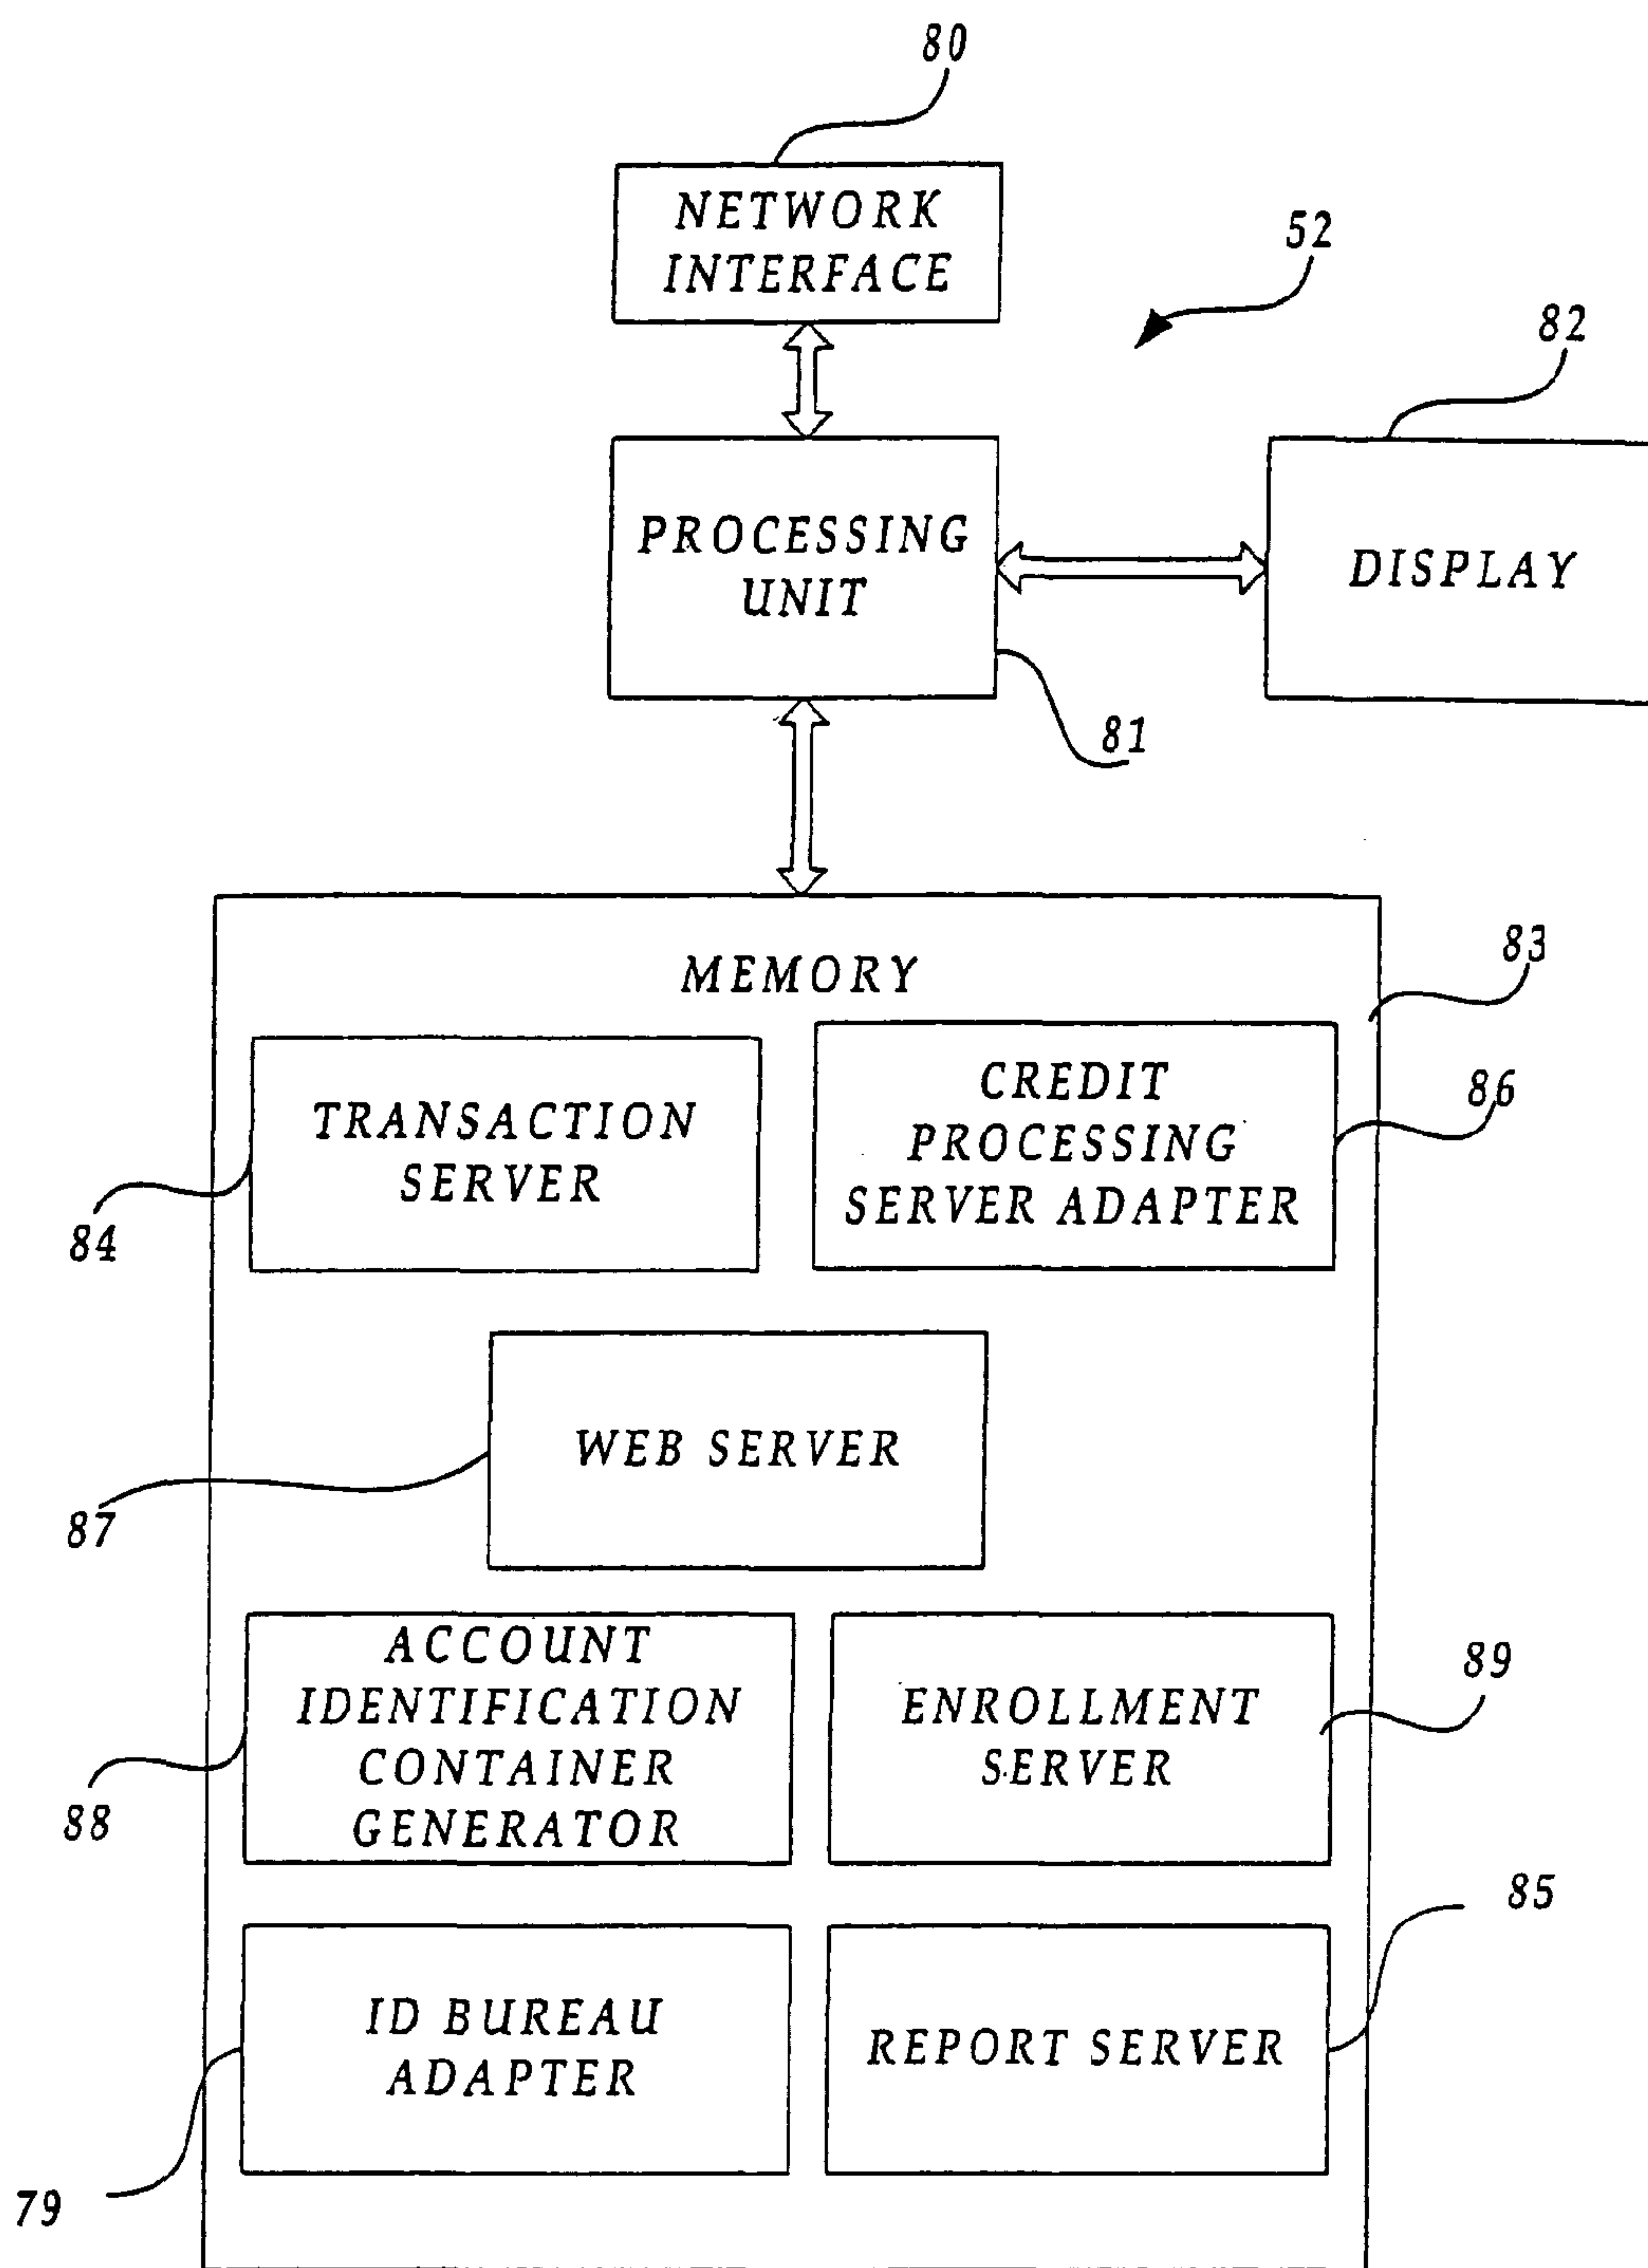 80
NETWORK
INTERFACE
52
82
PROCESSING
UNIT
DISPLAY
81
MEMORY
83
TRANSACTION
SERVER
84
CREDIT
PROCESSING
SERVER ADAPTER
86
WEB SERVER
87
ACCOUNT
IDENTIFICATION
CONTAINER
GENERATOR
88
ENROLLMENT
SERVER
89
ID BUREAU
ADAPTER
79
REPORT SERVER
85